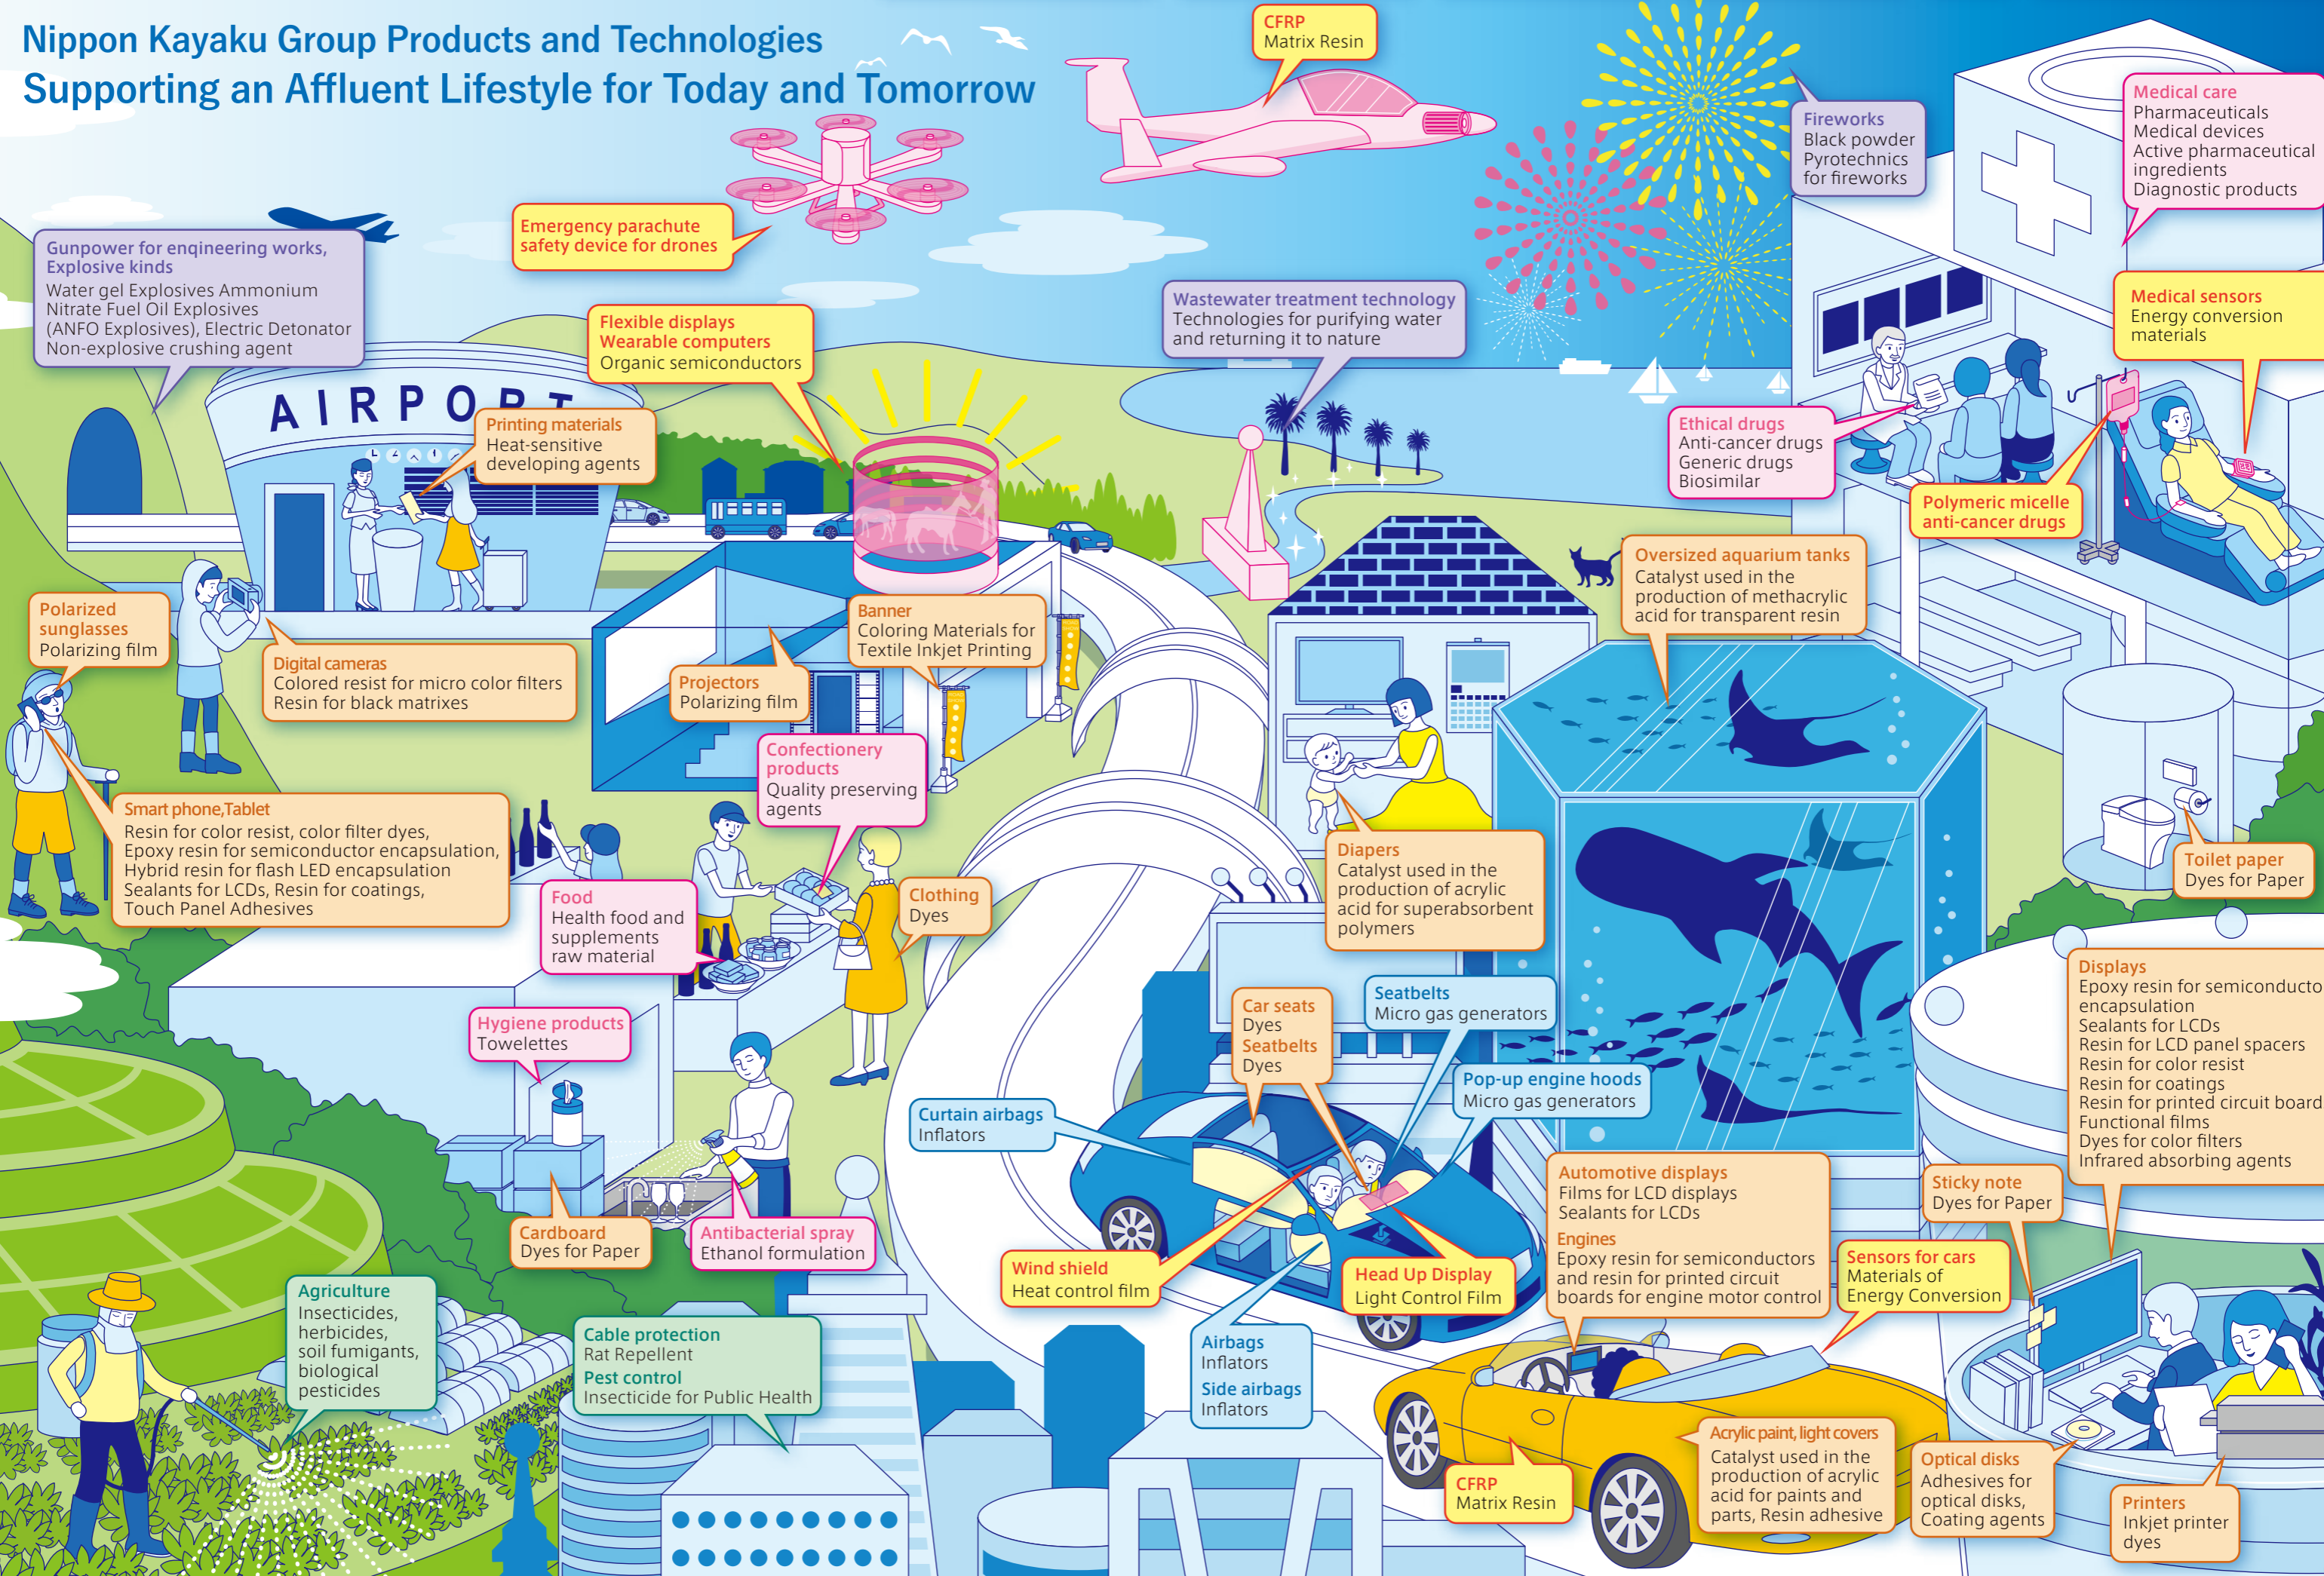 Nippon Kayaku Group Products and Technologies
Supporting an Affluent Lifestyle for Today and Tomorrow
CFRP
Matrix Resin
Fireworks
Black powder
Pyrotechnics
for fireworks
Medical care
Pharmaceuticals
Medical devices
Active pharmaceutical
ingredients
Diagnostic products
Emergency parachute
safety device for drones
Gunpower for enqineering works,
Explosive kinds
Water gel Explosives Ammonium
Nitrate Fuel Oil Explosives
(ANFO Explosives), Electric Detonator
Non-explosive crushing agent
Flexible displays
Wearable computers
Organic semiconductors
Wastewater treatment technology
Technologies for purifying water
and returning it to nature
Medical sensors
Energy conversion
materials
AIRPORT
Printing materials
Heat-sensitive
developing agents
Ethical drugs
Anti-cancer drugs
Generic drugs
Biosimilar
Polymeric micelle
anti-cancer drugs
Oversized aquarium tanks
Catalyst used in the
production of methacrylic
acid for transparent resin
Polarized
sunglasses
Polarizing film
Digital cameras
Colored resist for micro color filters
Resin for black matrixes
Banner
Coloring Materials for
Textile Inkjet Printing
Projectors
Polarizing film
Confectionery
products
Quality preserving
agents
Smart phone,Tablet
Resin for color resist, color filter dyes,
Epoxy resin for semiconductor encapsulation,
Hybrid resin for flash LED encapsulation
Sealants for LCDs, Resin for coatings,
Touch Panel Adhesives
Food
Health food and
supplements
raw material
Clothing
Dyes
Diapers
Catalyst used in the
production of acrylic
acid for superabsorbent
polymers
Toilet paper
Dyes for Paper
Displays
Epoxy resin for semiconducto
encapsulation
Sealants for LCDs
Resin for LCD panel spacers
Resin for color resist
Resin for coatings
Resin for printed circuit board
Functional films
Dyes for color filters
Infrared absorbing agents
Hygiene products
Towelettes
Car seats
Dyes
Seatbelts
Dyes
Seatbelts
Micro gas generators
Pop-up engine hoods
Micro gas generators
Curtain airbags
Inflators
Automotive displays
Films for LCD displays
Sealants for LCDs
Engines
Epoxy resin for semiconductors
and resin for printed circuit
boards for engine motor control
Sticky note
Dyes for Paper
Cardboard
Dyes for Paper
Antibacterial spray
Ethanol formulation
Wind shield
Heat control film
Head Up Display
Light Control Film
Sensors for cars
Materials of
Energy Conversion
Agriculture
Insecticides,
herbicides,
soil fumigants,
biological
pesticides
Cable protection
Rat Repellent
Pest control
Insecticide for Public Health
Airbags
Inflators
Side airbags
Inflators
CFRP
Matrix Resin
Acrylic paint, light covers
Catalyst used in the
production of acrylic
acid for paints and
parts, Resin adhesive
Optical disks
Adhesives for
optical disks,
Coating agents
Printers
Inkjet printer
dyes